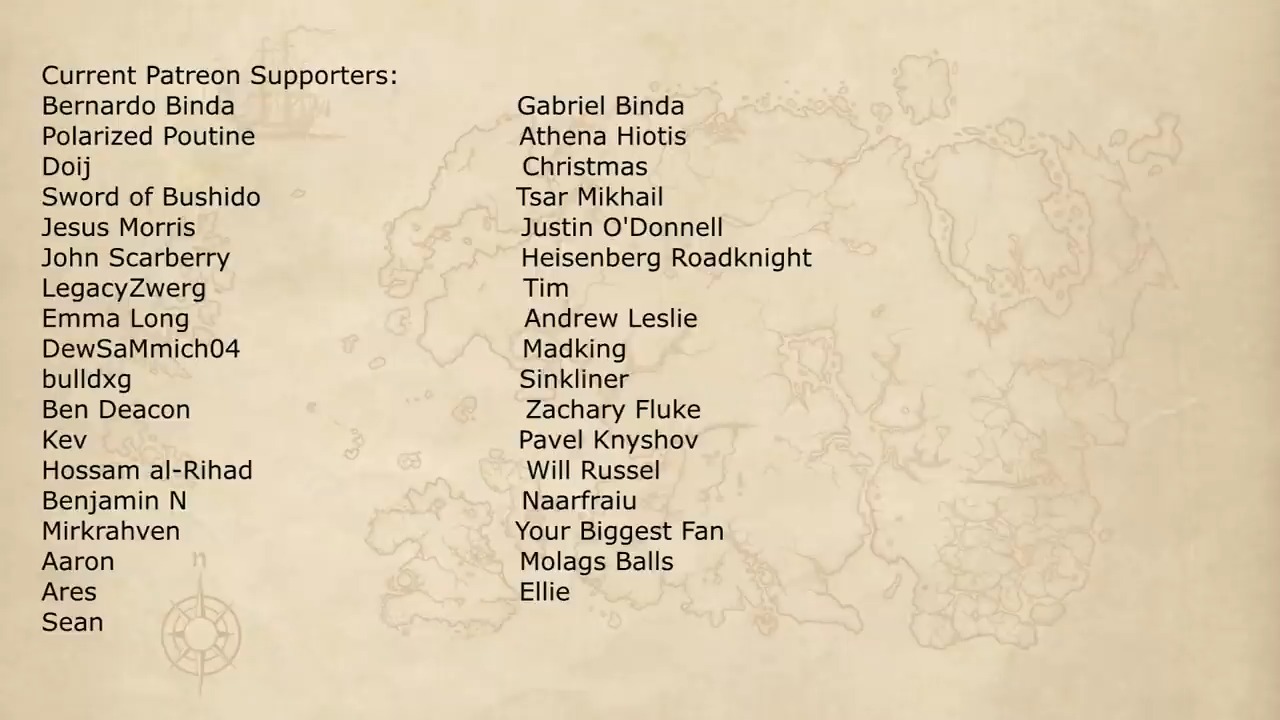 Current Patreon Supporters:
Bernardo Binda
Polarized Poutine
Doij
Sword of Bushido
Jesus Morris
John Scarberry
LegacyZwerg
Emma Long
DewSaMmich04
bulldxg
Ben Deacon
Kev
Hossam al-Rihad
Benjamin N
Mirkrahven
Aaron
Ares
Sean
Gabriel Binda
Athena Hiotis
Christmas
Tsar Mikhail
Justin O'Donnell
Heisenberg Roadknight
Tim
Andrew Leslie
Madking
Sinkliner
Zachary Fluke
Pavel Knyshov
Will Russel
Naarfraiu
Your Biggest Fan
Molags Balls
Ellie
n